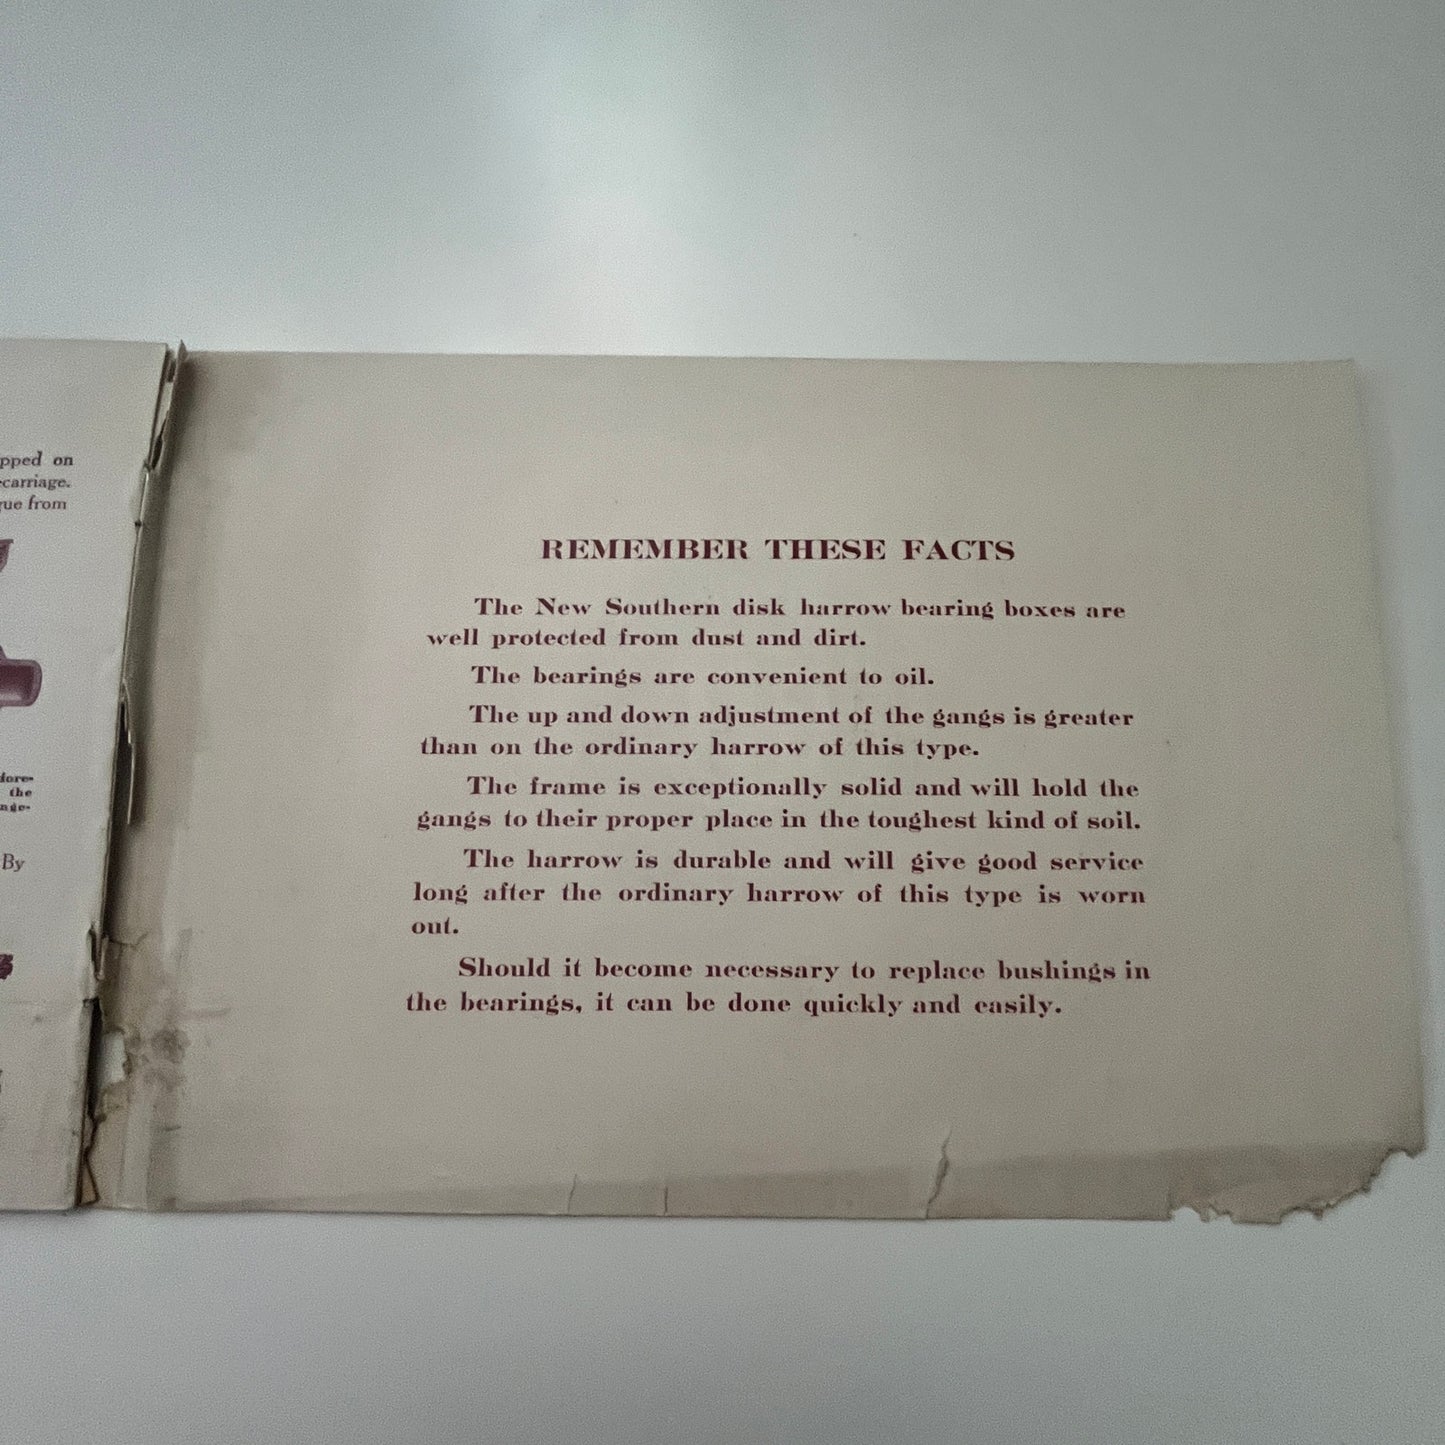 pped on
carriage.
from
the
By
REMEMBER THESE FACTS
The New Southern disk harrow bearing boxes are
well protected from dust and dirt.
The bearings are convenient to oil.
The up and down adjustment of the gangs is greater
than on the ordinary harrow of this type.
The frame is exceptionally solid and will hold the
gangs to their proper place in the toughest kind of soil.
The harrow is durable and will give good service
long after the ordinary harrow of this type is worn
out.
Should it become necessary to replace bushings in
the bearings, it can be done quickly and easily.